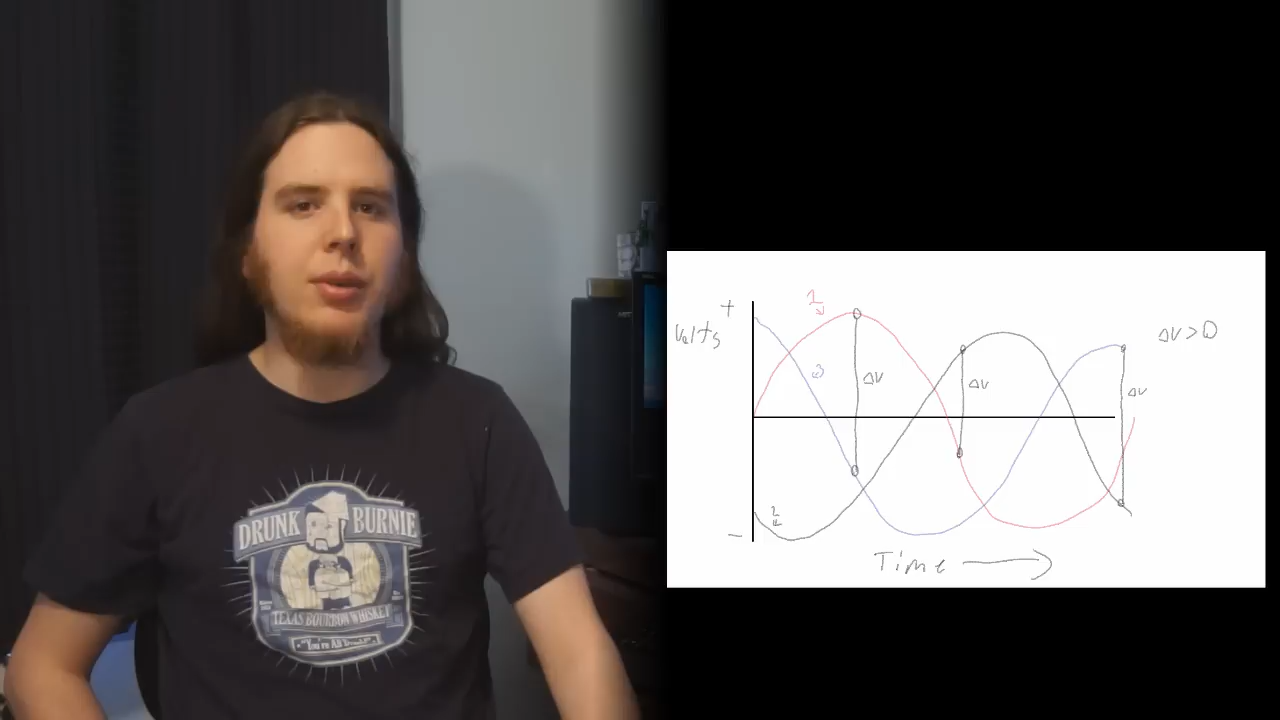 DRUNK BURNIE
TEXAS BOURBON WHISKEY
+
Volts
-
1
3
2
ΔV
ΔV
ΔV
ΔV>0
Time